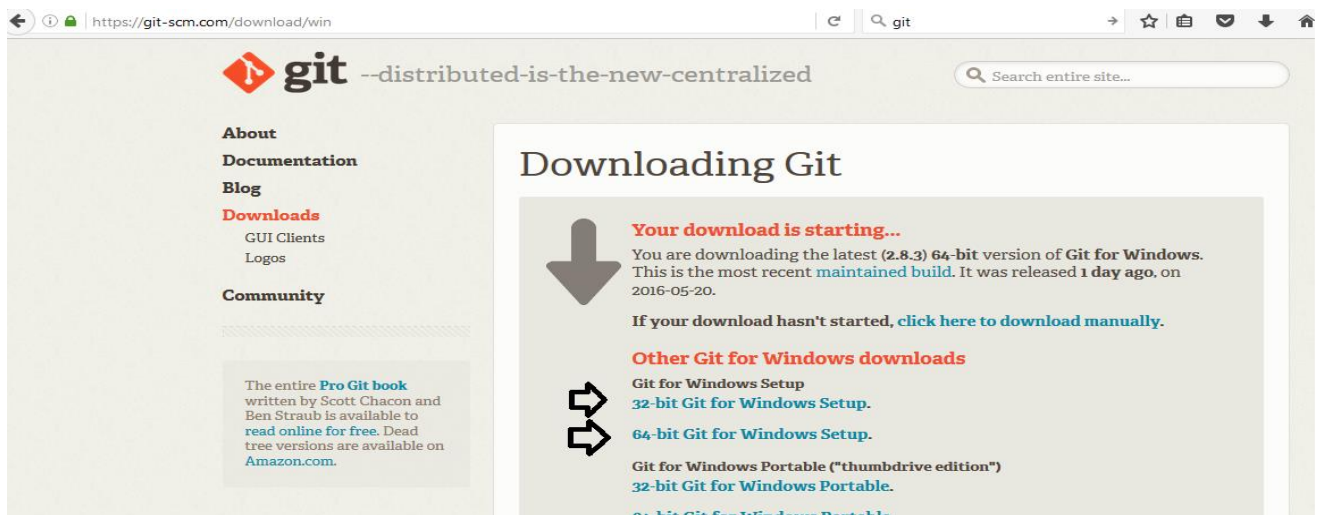 https://git-scm.com/download/win
git
git --distributed-is-the-new-centralized
Search entire site...
About
Documentation
Blog
Downloads
GUI Clients
Logos
Community
The entire Pro Git book
written by Scott Chacon and
Ben Straub is available to
read online for free. Dead
tree versions are available on
Amazon.com.
Downloading Git
Your download is starting...
You are downloading the latest (2.8.3) 64-bit version of Git for Windows.
This is the most recent maintained build. It was released 1 day ago, on
2016-05-20.
If your download hasn't started, click here to download manually.
Other Git for Windows downloads
Git for Windows Setup
32-bit Git for Windows Setup.
64-bit Git for Windows Setup.
Git for Windows Portable ("thumbdrive edition")
32-bit Git for Windows Portable.
64-bit Git for Windows Portable.